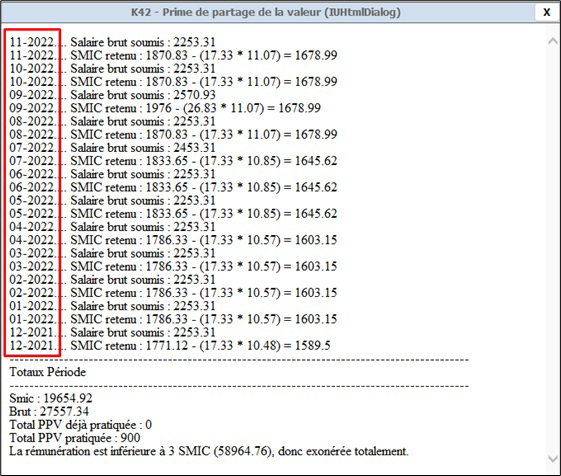 K42 - Prime de partage de la valeur (IUHtmlDialog)
X
11-2022.... Salaire brut soumis : 2253.31
11-2022.... SMIC retenu : 1870.83 - (17.33 * 11.07) = 1678.99
10-2022.... Salaire brut soumis : 2253.31
10-2022.... SMIC retenu : 1870.83 - (17.33 * 11.07) = 1678.99
09-2022.... Salaire brut soumis : 2570.93
09-2022.... SMIC retenu : 1976 - (26.83 * 11.07) = 1678.99
08-2022.... Salaire brut soumis : 2253.31
08-2022.... SMIC retenu : 1870.83 - (17.33 * 11.07) = 1678.99
07-2022.... Salaire brut soumis : 2453.31
07-2022.... SMIC retenu : 1833.65 - (17.33 * 10.85) = 1645.62
06-2022.... Salaire brut soumis : 2253.31
06-2022.... SMIC retenu : 1833.65 - (17.33 * 10.85) = 1645.62
05-2022.... Salaire brut soumis : 2253.31
05-2022.... SMIC retenu : 1833.65 - (17.33 * 10.85) = 1645.62
04-2022.... Salaire brut soumis : 2253.31
04-2022.... SMIC retenu : 1786.33 - (17.33 * 10.57) = 1603.15
03-2022.... Salaire brut soumis : 2253.31
03-2022.... SMIC retenu : 1786.33 - (17.33 * 10.57) = 1603.15
02-2022.... Salaire brut soumis : 2253.31
02-2022.... SMIC retenu : 1786.33 - (17.33 * 10.57) = 1603.15
01-2022.... Salaire brut soumis : 2253.31
01-2022.... SMIC retenu : 1786.33 - (17.33 * 10.57) = 1603.15
12-2021.... Salaire brut soumis : 2253.31
12-2021.... SMIC retenu : 1771.12 - (17.33 * 10.48) = 1589.5
Totaux Période
Smic : 19654.92
Brut : 27557.34
Total PPV déjà pratiquée : 0
Total PPV pratiquée : 900
La rémunération est inférieure à 3 SMIC (58964.76), donc exonérée totalement.